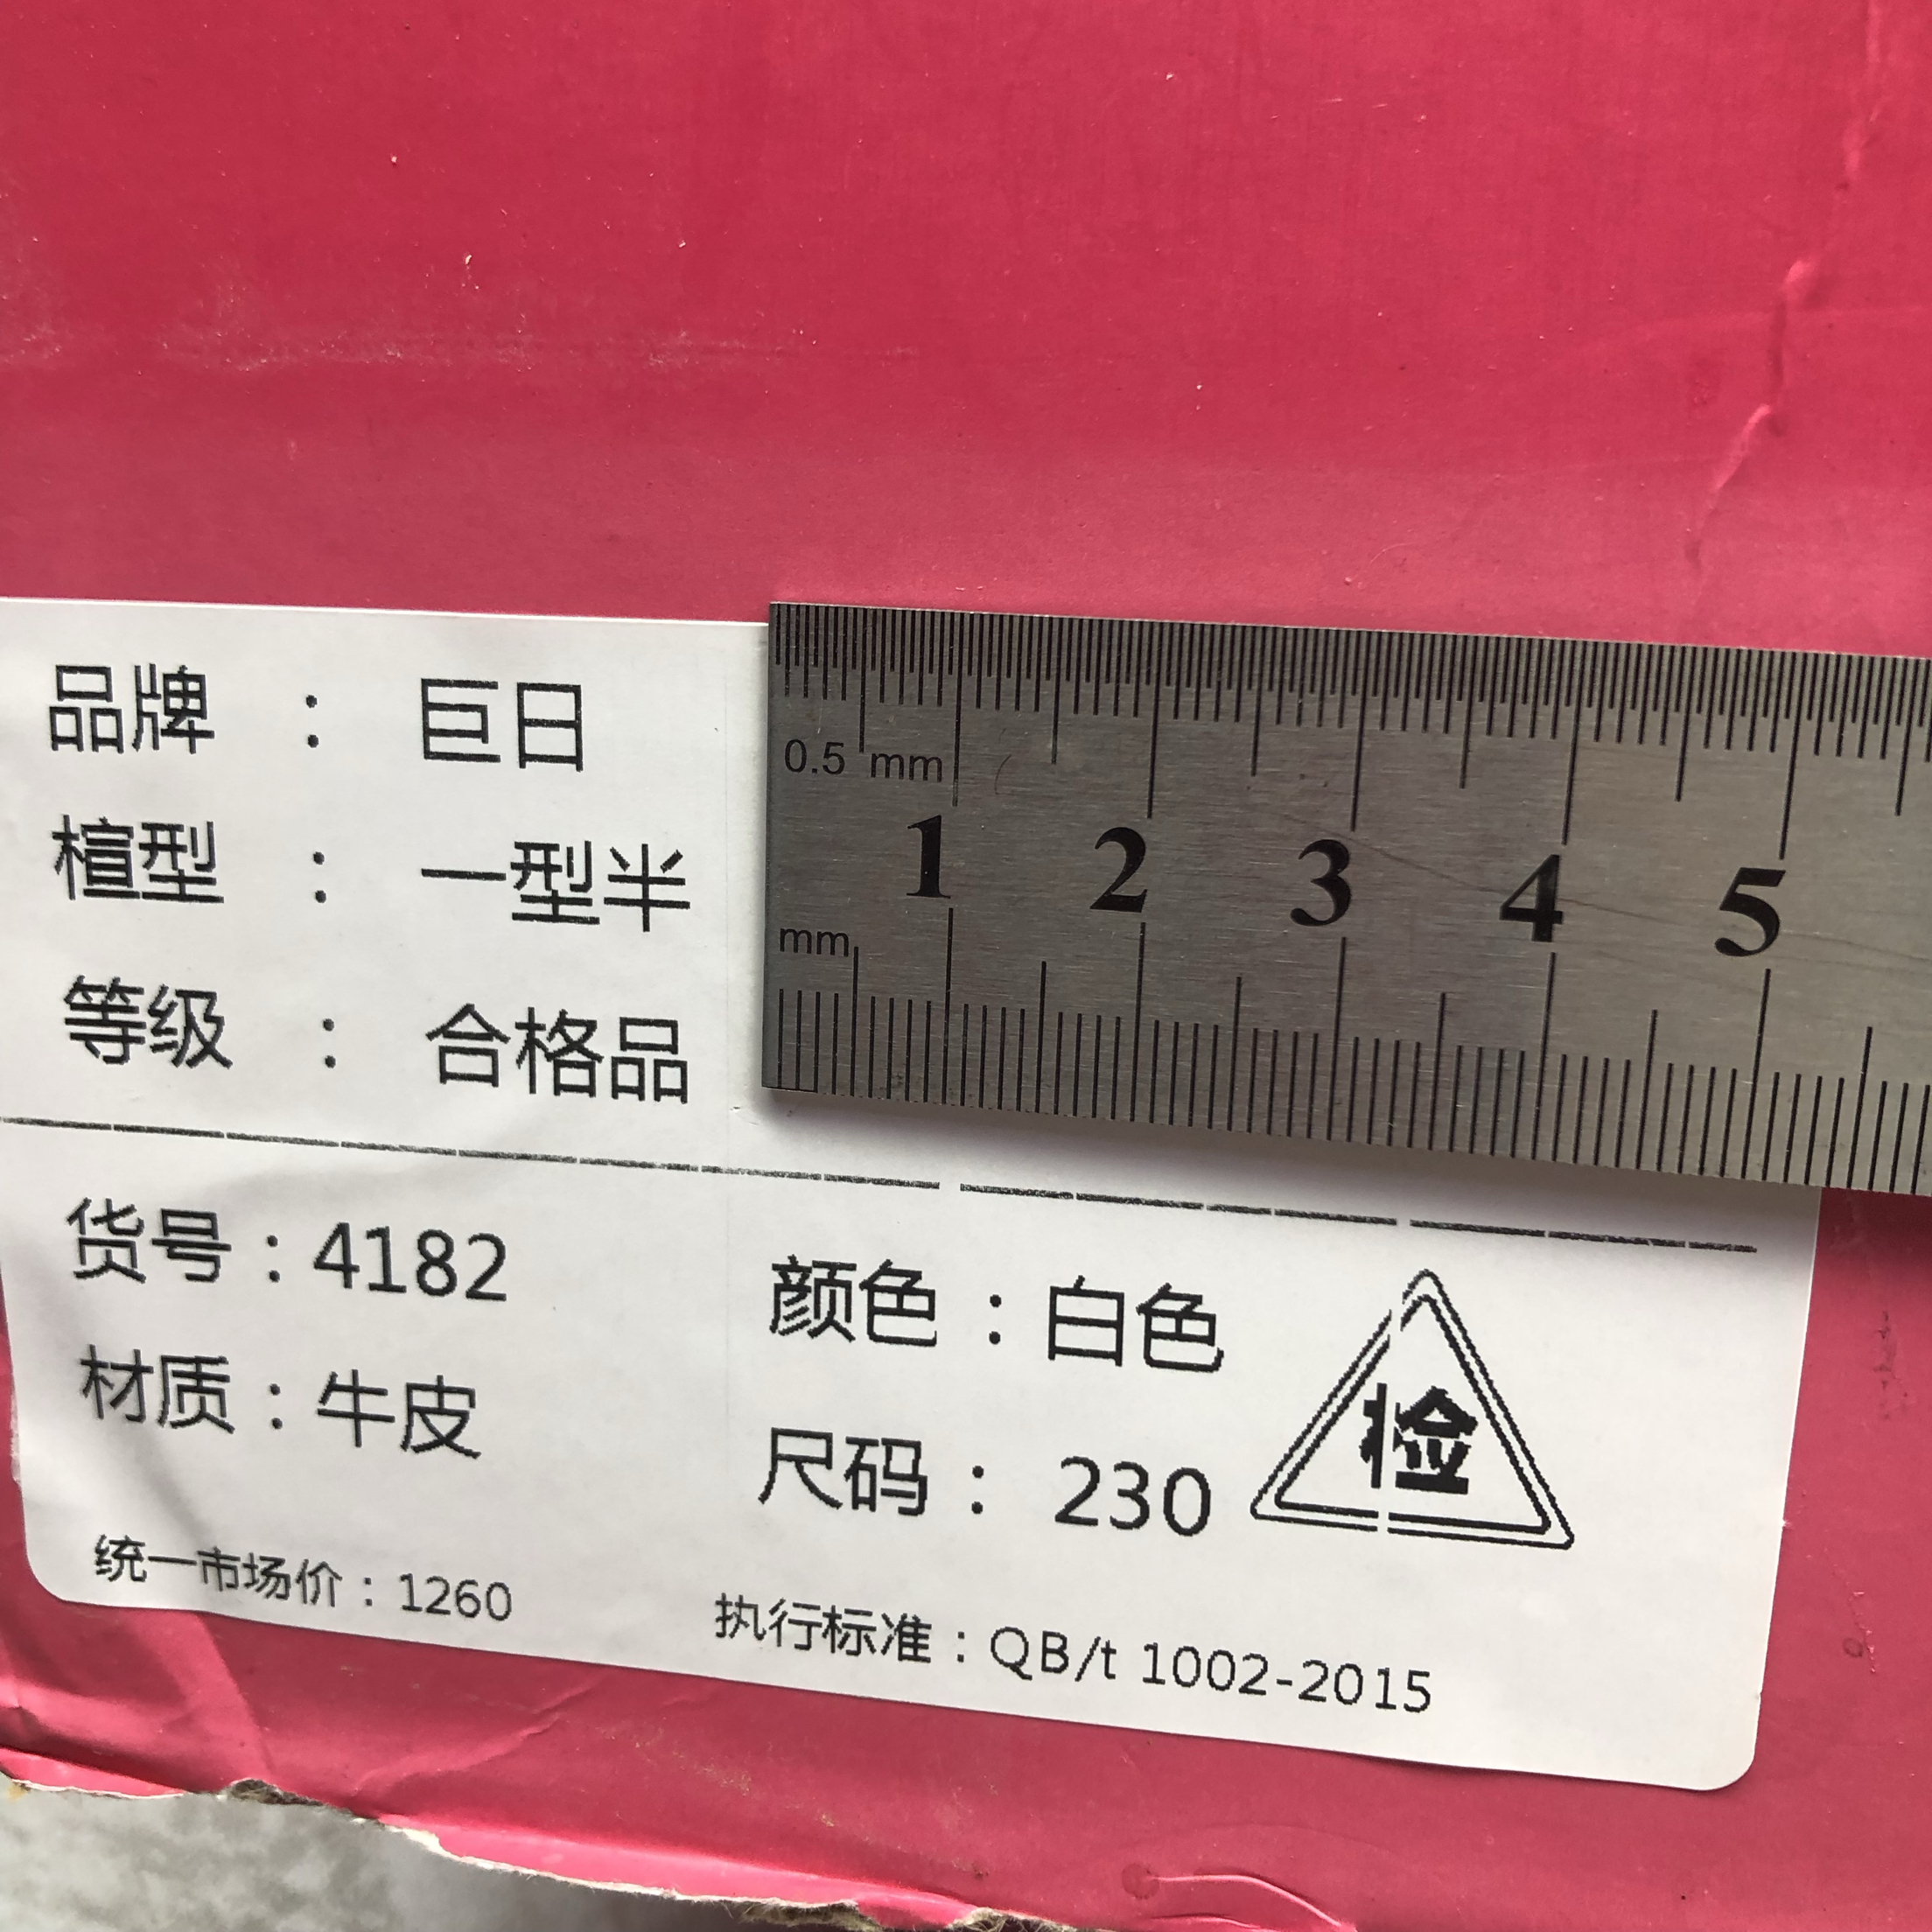 品牌 : 巨日
楦型 : 一型半
等级 : 合格品
0.5 mm
1 2 3 4 5
mm
货号 : 4182
颜色 : 白色
材质 : 牛皮
尺码 : 230
检
统一市场价 : 1260
执行标准 : QB/t 1002-2015